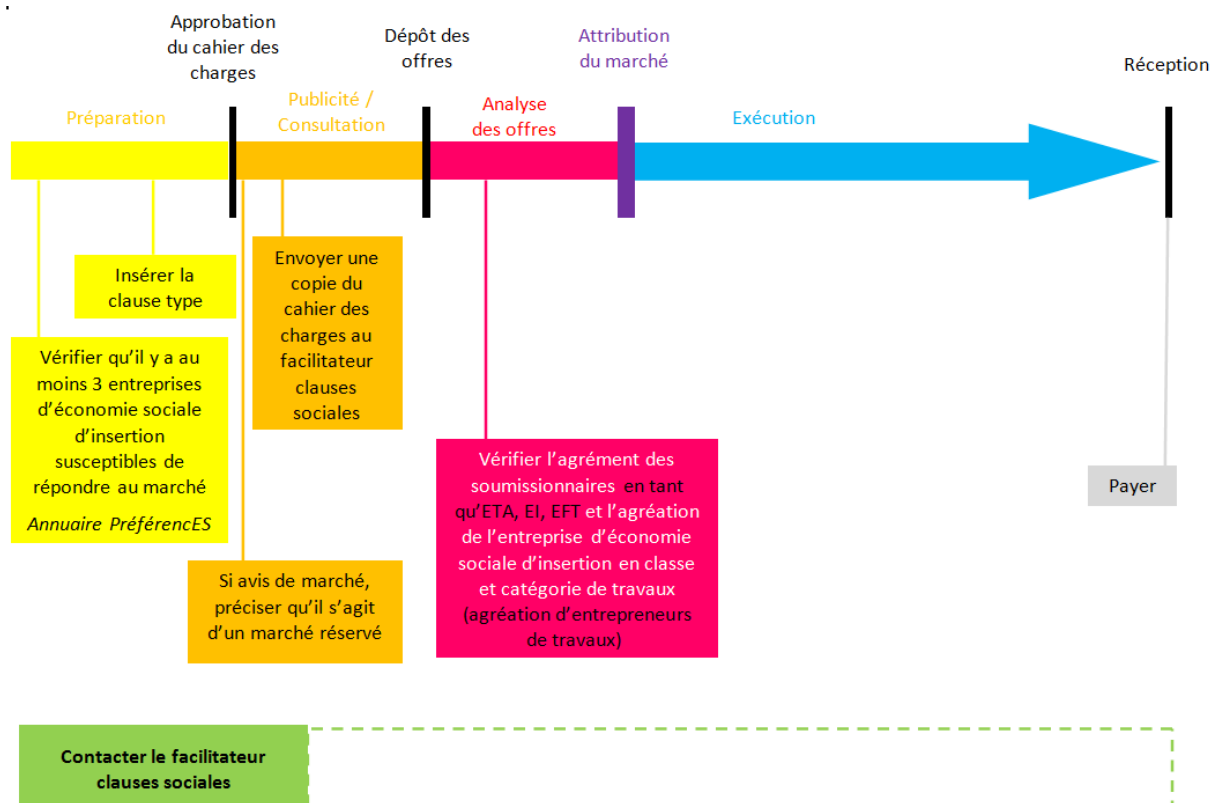 Approbation
du cahier des
charges
Dépôt des
offres
Attribution
du marché
Réception
Préparation
Publicité /
Consultation
Analyse
des offres
Exécution
Insérer la
clause type
Vérifier qu'il y a au
moins 3 entreprises
d'économie sociale
d'insertion
susceptibles de
répondre au marché
Annuaire PréférencES
Envoyer une
copie du
cahier des
charges au
facilitateur
clauses
sociales
Si avis de marché,
préciser qu'il s'agit
d'un marché réservé
Vérifier l'agrément des
soumissionnaires en tant
qu'ETA, EI, EFT et l'agréation
de l'entreprise d'économie
sociale d'insertion en classe
et catégorie de travaux
(agréation d'entrepreneurs
de travaux)
Payer
Contacter le facilitateur
clauses sociales